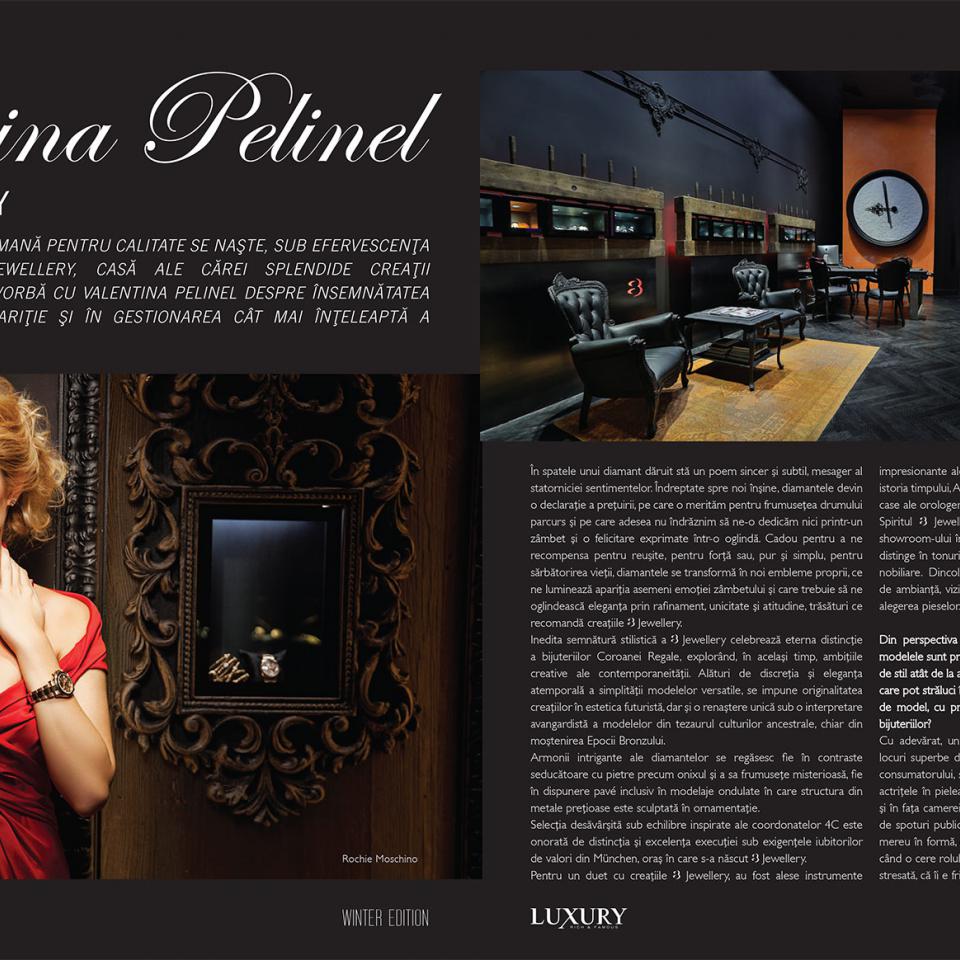 ina Pelinel
Y
MANĂ PENTRU CALITATE SE NAŞTE, SUB EFERVESCENŢA
EWELLERY, CASĂ ALE CĂREI SPLENDIDE CREAŢII
VORBĂ CU VALENTINA PELINEL DESPRE ÎNSEMNĂTATEA
ARIŢIE ŞI ÎN GESTIONAREA CÂT MAI ÎNŢELEAPTĂ A
Rochie Moschino
WINTER EDITION
În spatele unui diamant dăruit stă un poem sincer şi subtil, mesager al
statorniciei sentimentelor. Îndreptate spre noi înşine, diamantele devin
o declaraţie a preţuirii, pe care o merităm pentru frumuseţea drumului
parcurs şi pe care adesea nu îndrăznim să ne-o dedicăm nici printr-un
zâmbet şi o felicitare exprimate într-o oglindă. Cadou pentru a ne
recompensa pentru reuşite, pentru forţă sau, pur şi simplu, pentru
sărbătorirea vieţii, diamantele se transformă în noi embleme proprii, ce
ne luminează apariţia asemeni emoţiei zâmbetului şi care trebuie să ne
oglindească eleganţa prin rafinament, unicitate şi atitudine, trăsături ce
recomandă creaţiile 3 Jewellery.
Inedita semnătură stilistică a 3 Jewellery celebrează eterna distincţie
a bijuteriilor Coroanei Regale, explorând, în acelaşi timp, ambiţiile
creative ale contemporaneităţii. Alături de discreţia şi eleganţa
atemporală a simplităţii modelelor versatile, se impune originalitatea
creaţiilor în estetica futuristă, dar şi o renaştere unică sub o interpretare
avangardistă a modelelor din tezaurul culturilor ancestrale, chiar din
moştenirea Epocii Bronzului.
Armonii intrigante ale diamantelor se regăsesc fie în contraste
seducătoare cu pietre precum onixul şi a sa frumuseţe misterioasă, fie
în dispunere pavé inclusiv în modelaje ondulate în care structura din
metale preţioase este sculptată în ornamentaţie.
Selecţia desăvârşită sub echilibre inspirate ale coordonatelor 4C este
onorată de distincţia şi excelenţa execuţiei sub exigenţele iubitorilor
de valori din München, oraş în care s-a născut 3 Jewellery.
Pentru un duet cu creaţiile 3 Jewellery, au fost alese instrumente
impresionante ale
istoria timpului, A
case ale orologer
Spiritul 3 Jewell
showroom-ului în
distinge în tonuri
nobiliare. Dincol
de ambianţă, vizi
alegerea pieselor.
Din perspectiva
modelele sunt pr
de stil atât de la a
care pot străluci î
de model, cu pr
bijuteriilor?
Cu adevărat, un
locuri superbe d
consumatorului, s
actriţele în pielea
şi în faţa camerei
de spoturi public
mereu în formă,
când o cere rolul
stresată, că îi e fri
LUXURY
RICH & FAMOUS
3